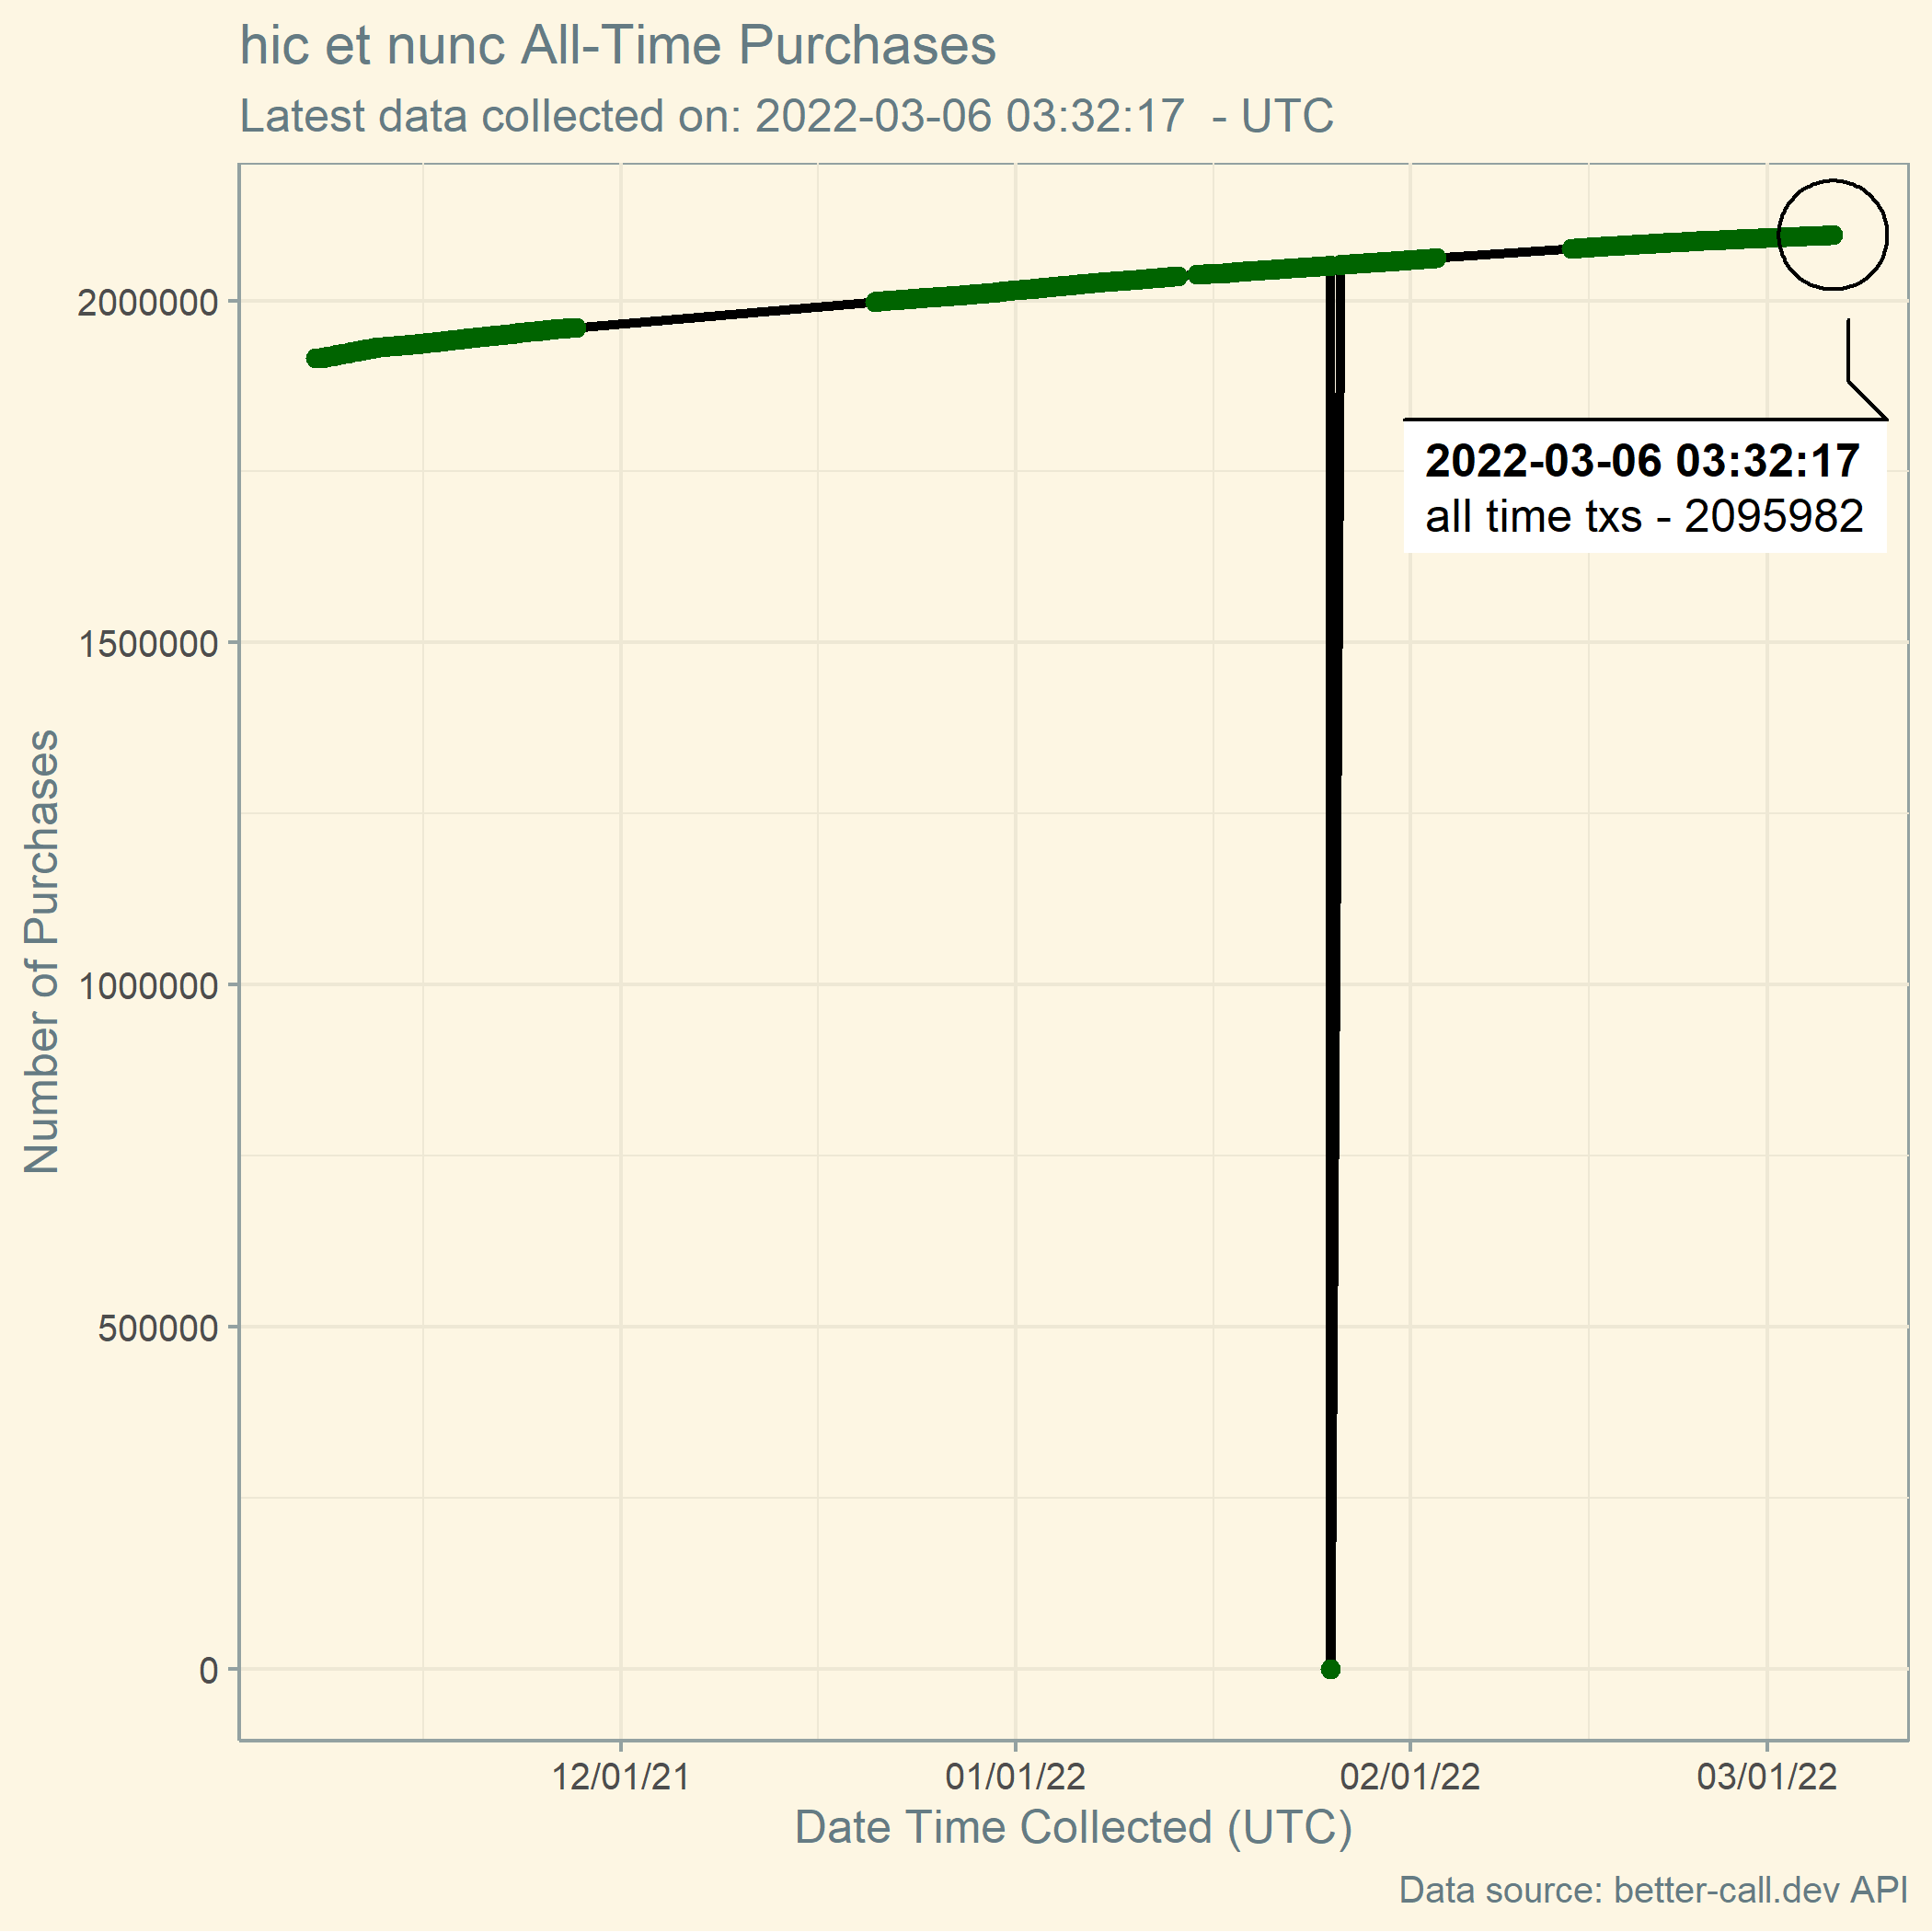 hic et nunc All-Time Purchases
Latest data collected on: 2022-03-06 03:32:17  - UTC
Number of Purchases
2000000
1500000
1000000
500000
0
2022-03-06 03:32:17
all time txs - 2095982
12/01/21
01/01/22
02/01/22
03/01/22
Date Time Collected (UTC)
Data source: better-call.dev API